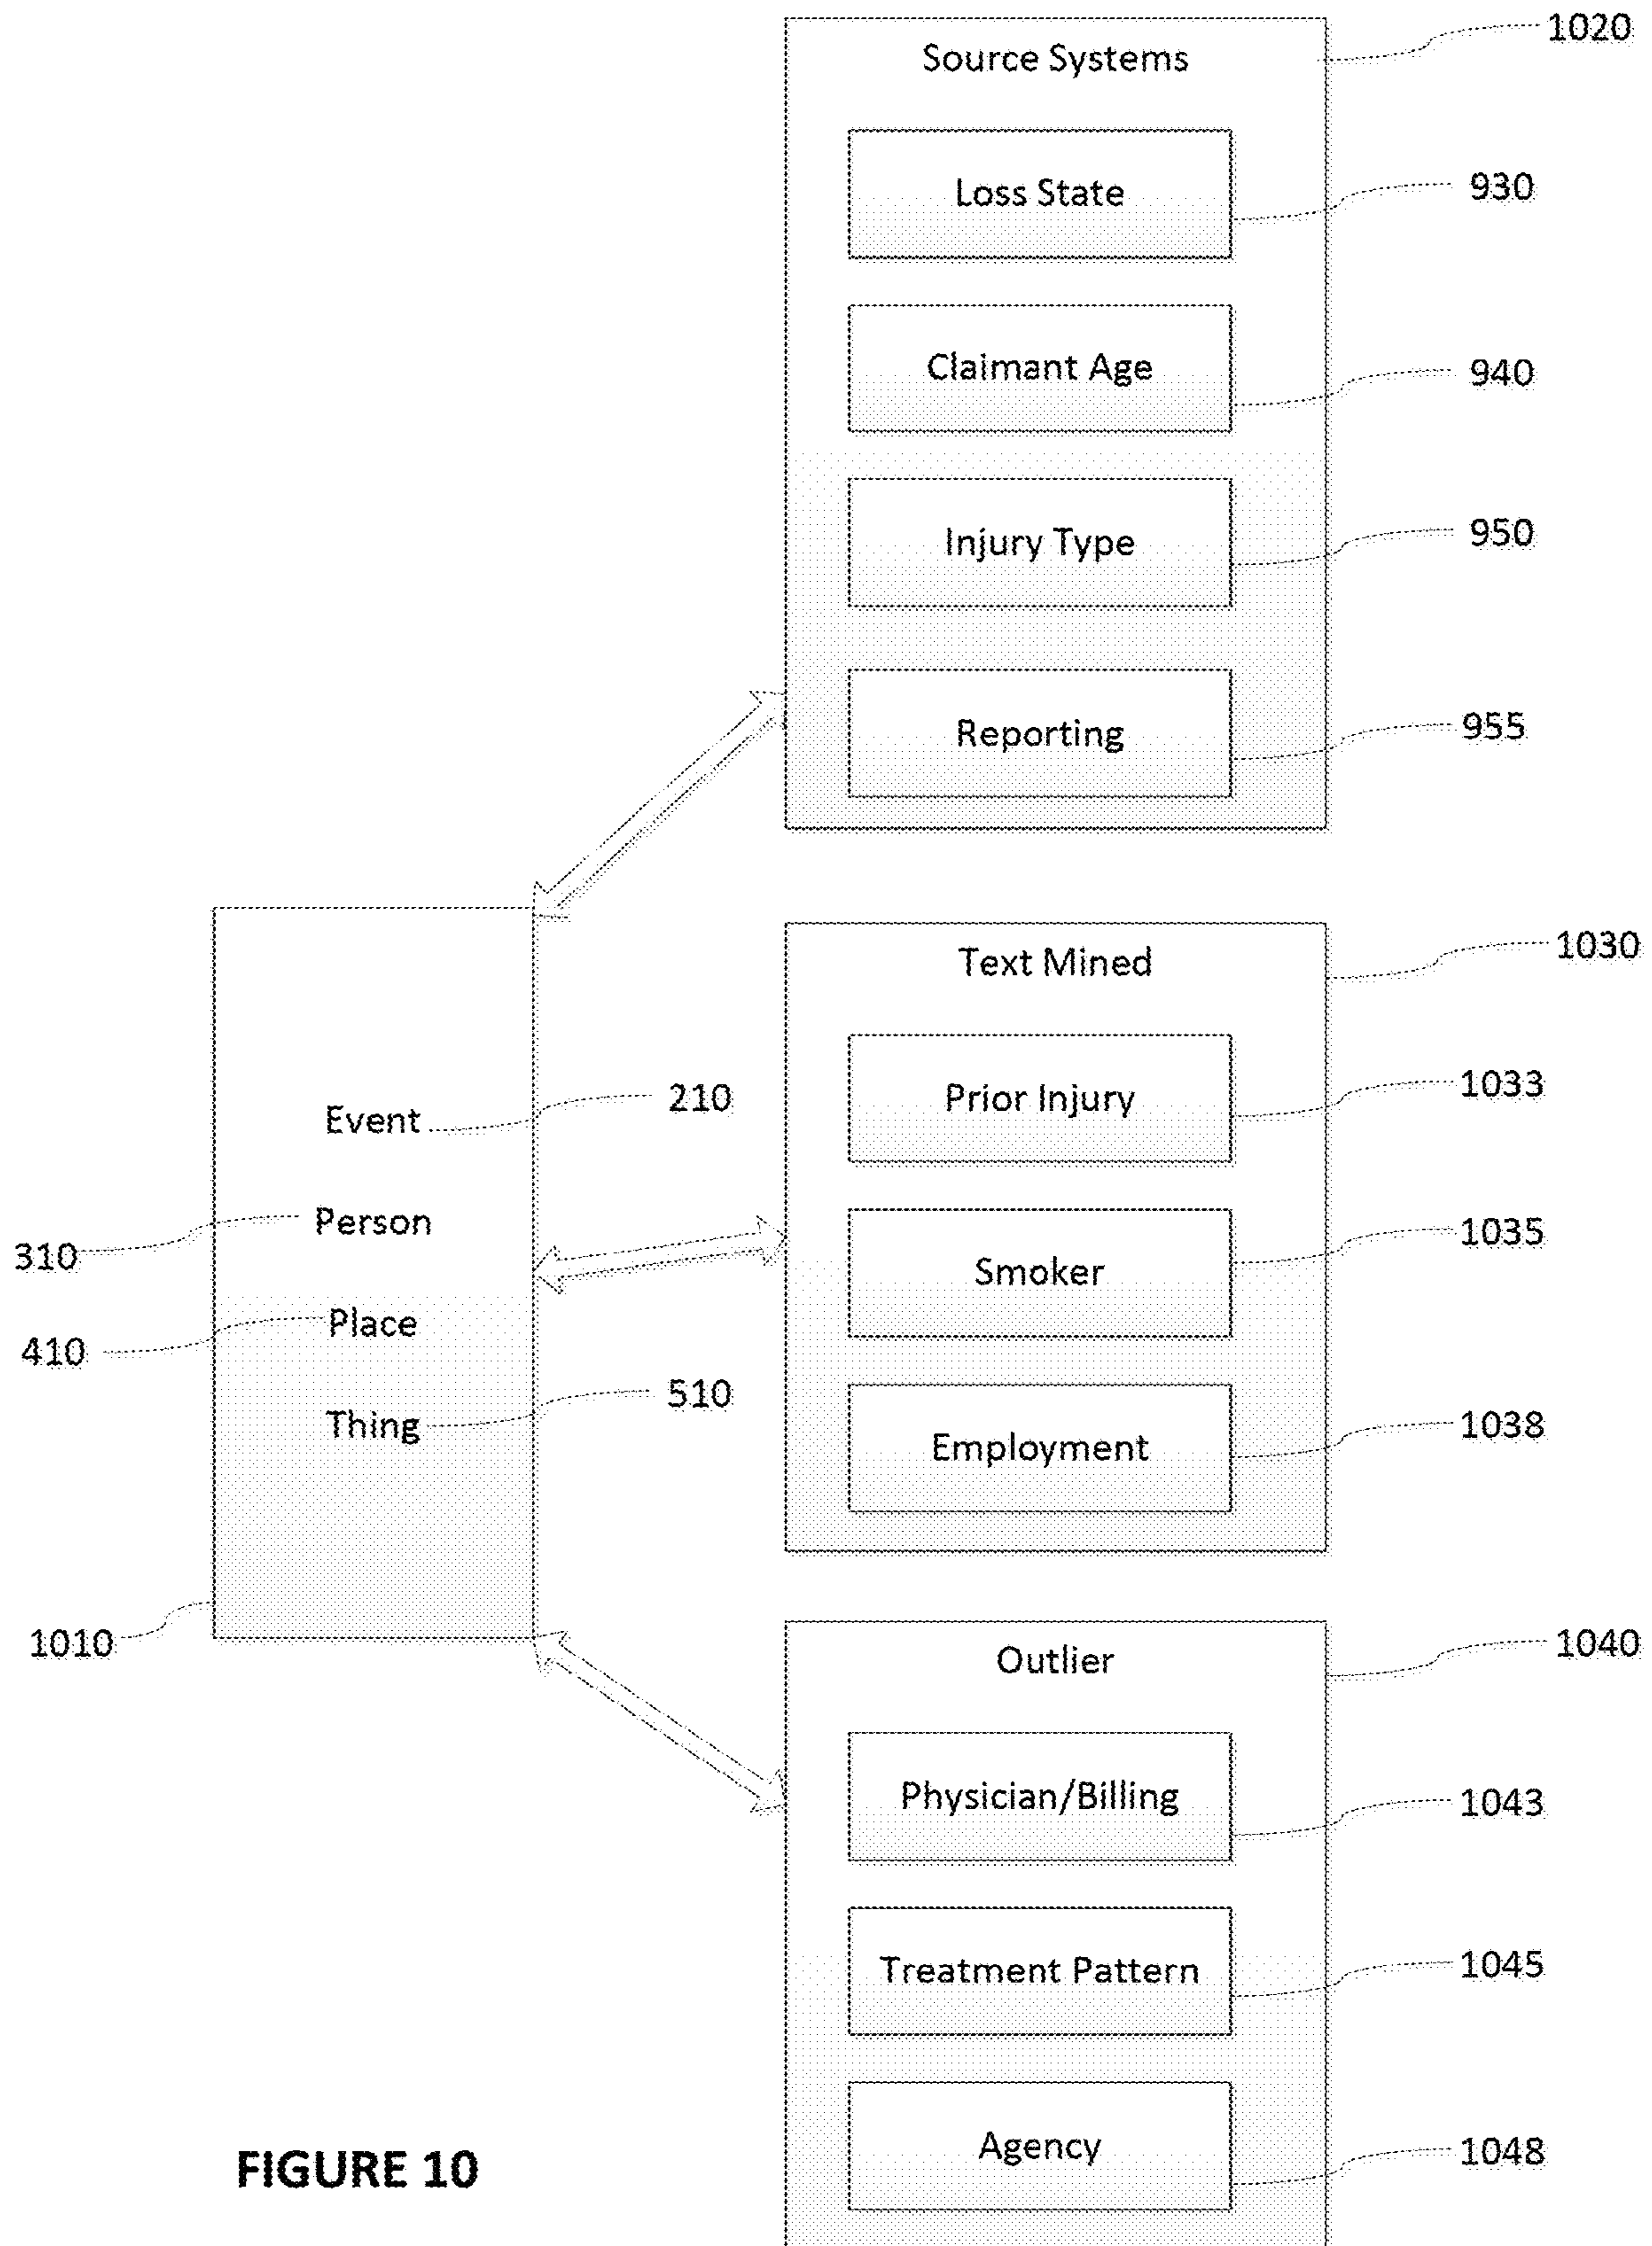 1020
Source Systems
Loss State
930
Claimant Age
940
Injury Type
950
Reporting
955
1030
Text Mined
Prior Injury
1033
Smoker
1035
Employment
1038
Event
210
Person
310
Place
410
Thing
510
1010
1040
Outlier
Physician/Billing
1043
Treatment Pattern
1045
Agency
1048
FIGURE 10